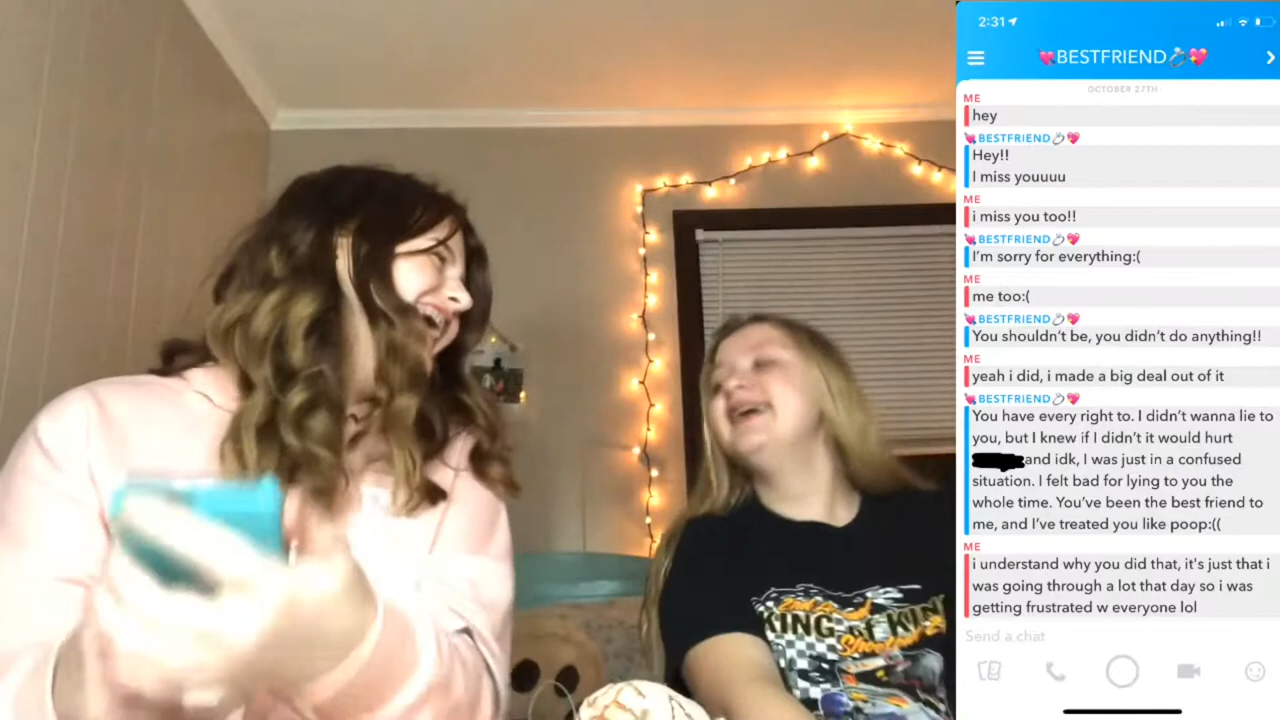 2:31
💘BESTFRIEND💍💖
OCTOBER 27TH
ME
hey
💘BESTFRIEND💍💖
Hey!!
I miss youuuu
ME
i miss you too!!
💘BESTFRIEND💍💖
I'm sorry for everything:(
ME
me too:(
💘BESTFRIEND💍💖
You shouldn't be, you didn't do anything!!
ME
yeah i did, i made a big deal out of it
💘BESTFRIEND💍💖
You have every right to. I didn't wanna lie to
you, but I knew if I didn't it would hurt
and idk, I was just in a confused
situation. I felt bad for lying to you the
whole time. You've been the best friend to
me, and I've treated you like poop:((
ME
i understand why you did that, it's just that i
was going through a lot that day so i was
getting frustrated w everyone lol
Send a chat
KING of KIN